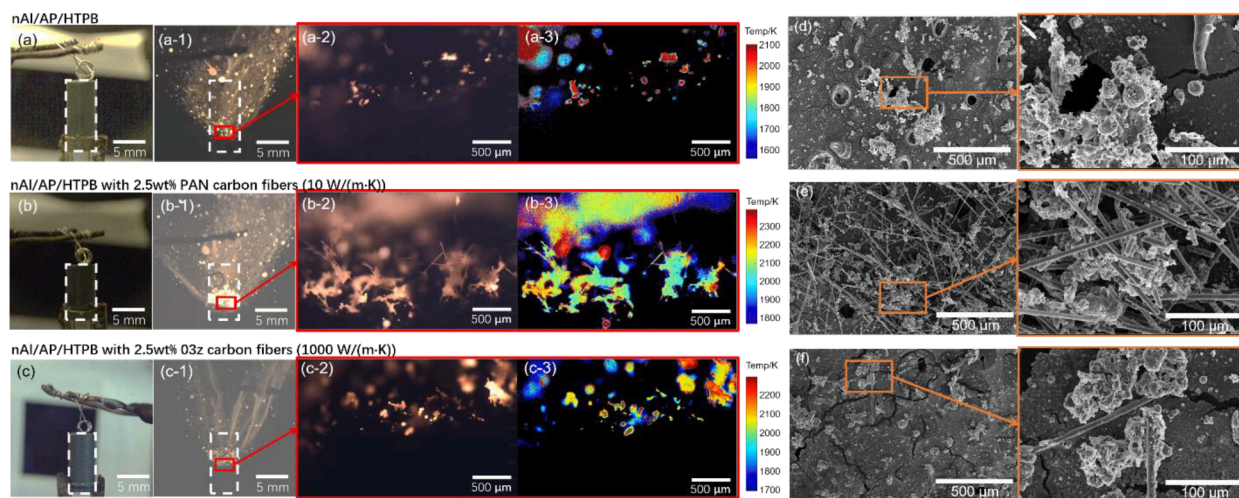 nAl/AP/HTPB
(a)
5 mm
(a-1)
5 mm
(a-2)
500 μm
(a-3)
500 μm
Temp/K
2100
2000
1900
1800
1700
1600
(d)
500 μm
100 μm
nAl/AP/HTPB with 2.5wt% PAN carbon fibers (10 W/(m·K))
(b)
5 mm
(b-1)
5 mm
(b-2)
500 μm
(b-3)
500 μm
Temp/K
2300
2200
2100
2000
1900
1800
(e)
500 μm
100 μm
nAl/AP/HTPB with 2.5wt% 03z carbon fibers (1000 W/(m·K))
(c)
5 mm
(c-1)
5 mm
(c-2)
500 μm
(c-3)
500 μm
Temp/K
2200
2100
2000
1900
1800
1700
(f)
500 μm
100 μm